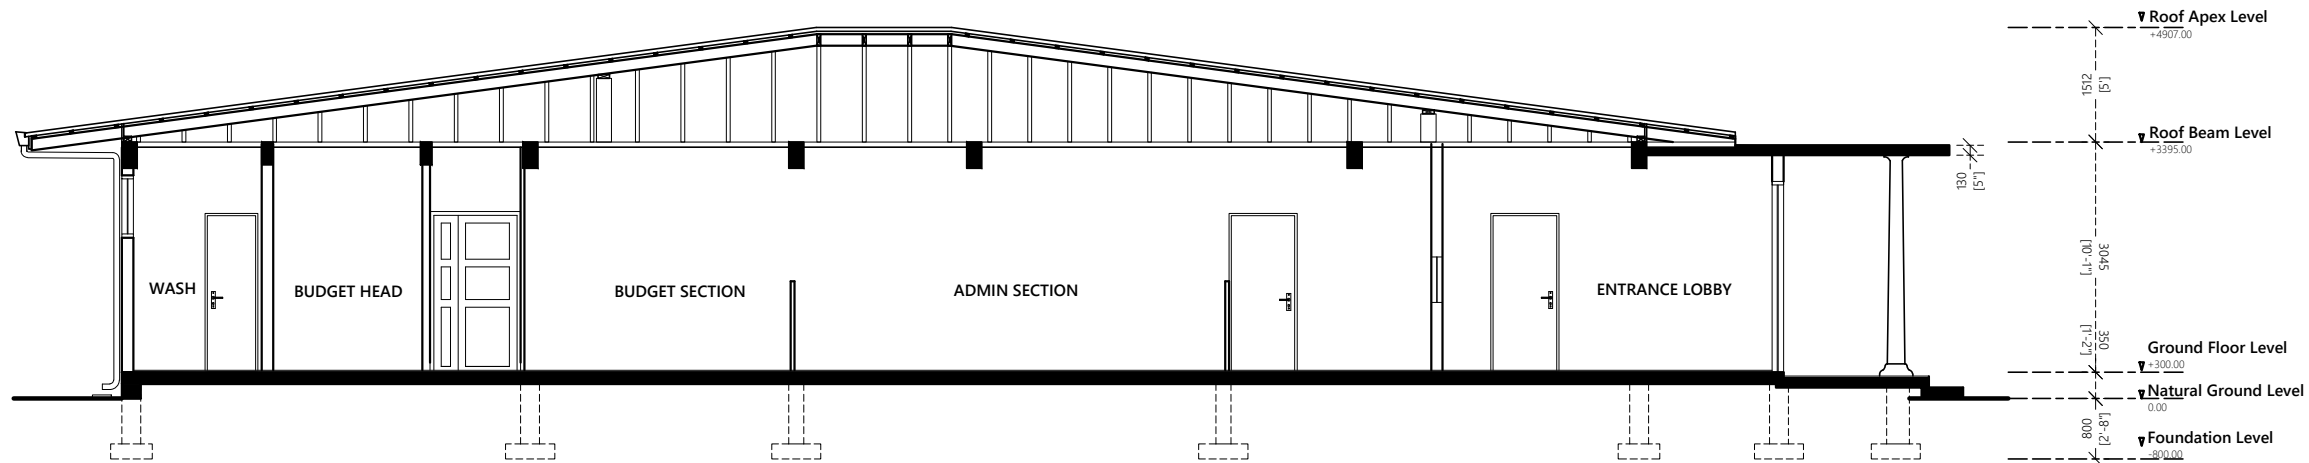 Roof Apex Level
+4907.00
1512
[5']
Roof Beam Level
+3395.00
130
[5"]
3045
[10'-1"]
WASH
BUDGET HEAD
BUDGET SECTION
ADMIN SECTION
ENTRANCE LOBBY
350
[1'-2"]
Ground Floor Level
+300.00
Natural Ground Level
0.00
800
[2'-8"]
Foundation Level
-800.00